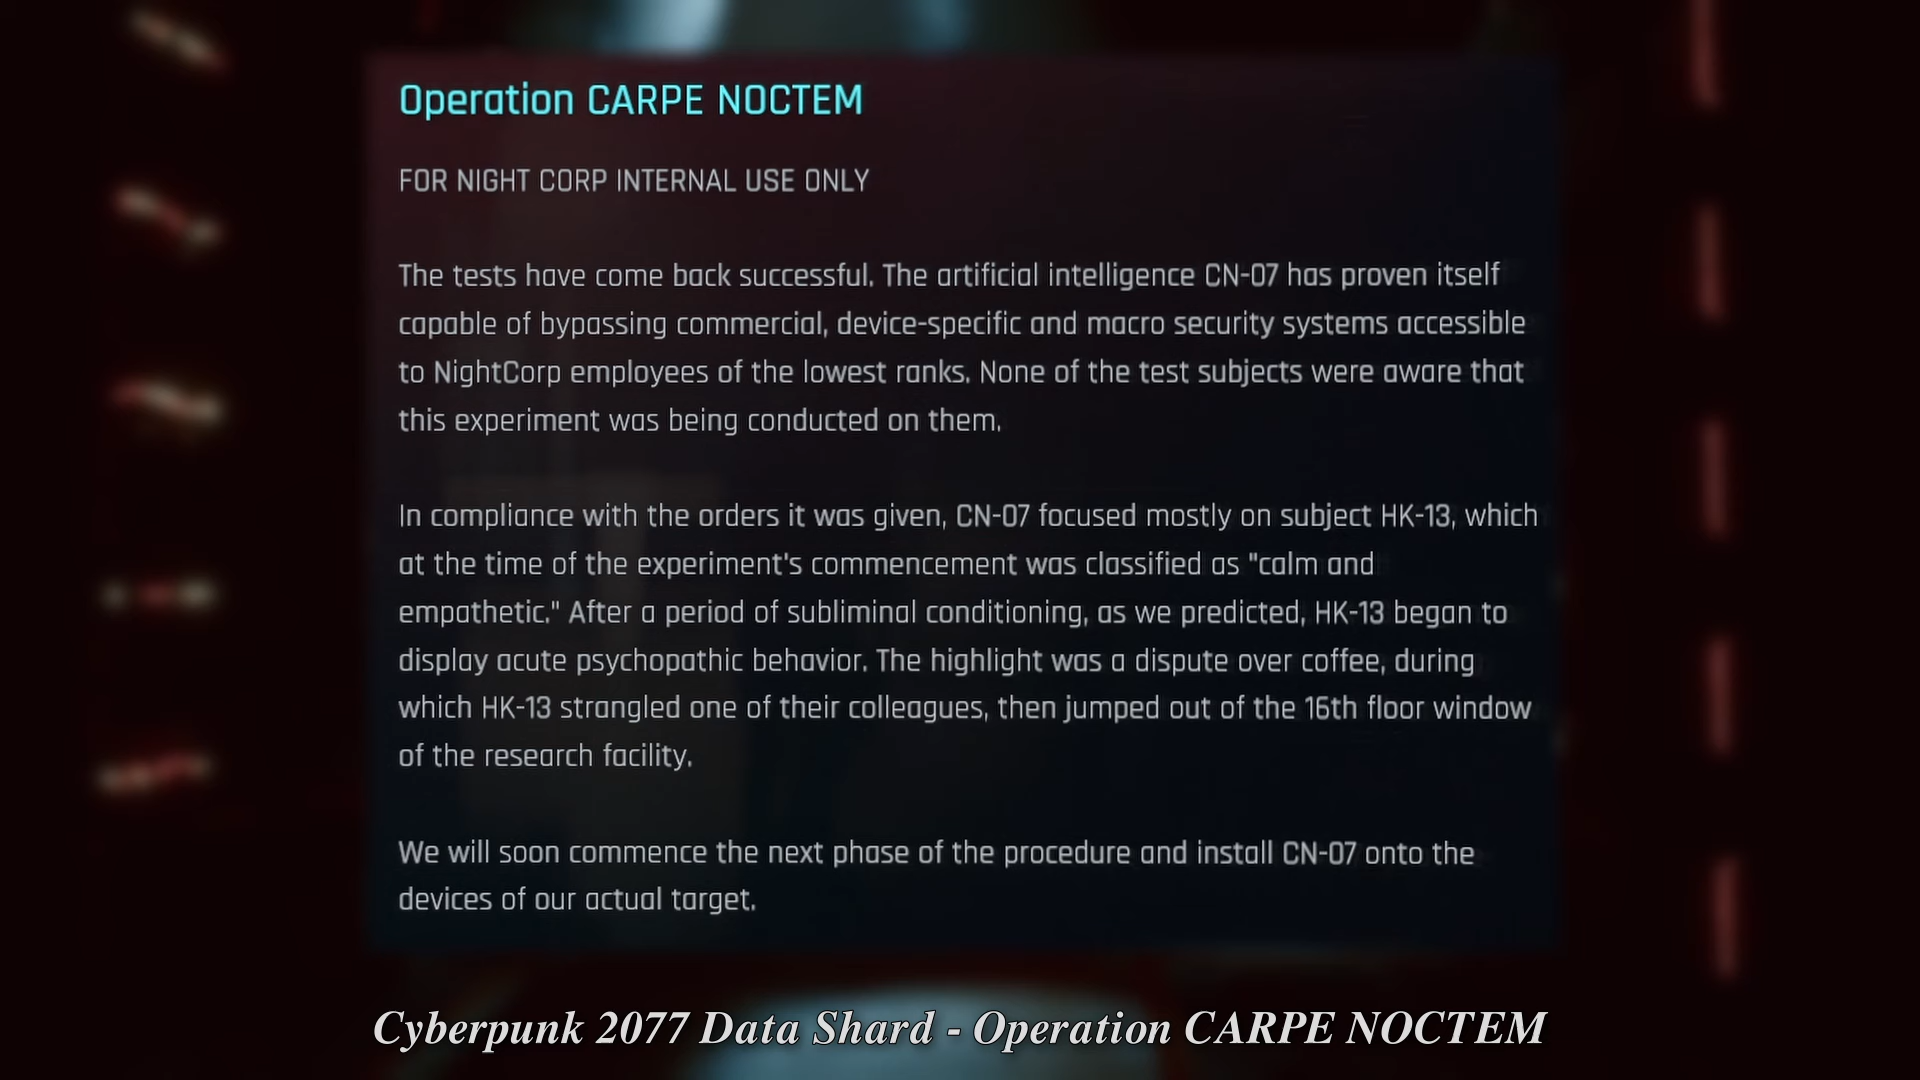 Operation CARPE NOCTEM
FOR NIGHT CORP INTERNAL USE ONLY
The tests have come back successful. The artificial intelligence CN-07 has proven itself
capable of bypassing commercial, device-specific and macro security systems accessible
to NightCorp employees of the lowest ranks. None of the test subjects were aware that
this experiment was being conducted on them.
In compliance with the orders it was given, CN-07 focused mostly on subject HK-13, which
at the time of the experiment's commencement was classified as "calm and
empathetic." After a period of subliminal conditioning, as we predicted, HK-13 began to
display acute psychopathic behavior. The highlight was a dispute over coffee, during
which HK-13 strangled one of their colleagues, then jumped out of the 16th floor window
of the research facility.
We will soon commence the next phase of the procedure and install CN-07 onto the
devices of our actual target.
Cyberpunk 2077 Data Shard - Operation CARPE NOCTEM